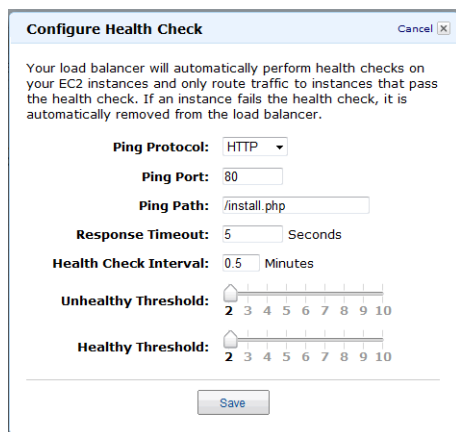 Configure Health Check
Cancel
Your load balancer will automatically perform health checks on
your EC2 instances and only route traffic to instances that pass
the health check. If an instance fails the health check, it is
automatically removed from the load balancer.
Ping Protocol: HTTP
Ping Port: 80
Ping Path: /install.php
Response Timeout: 5 Seconds
Health Check Interval: 0.5 Minutes
Unhealthy Threshold:
2 3 4 5 6 7 8 9 10
Healthy Threshold:
2 3 4 5 6 7 8 9 10
Save